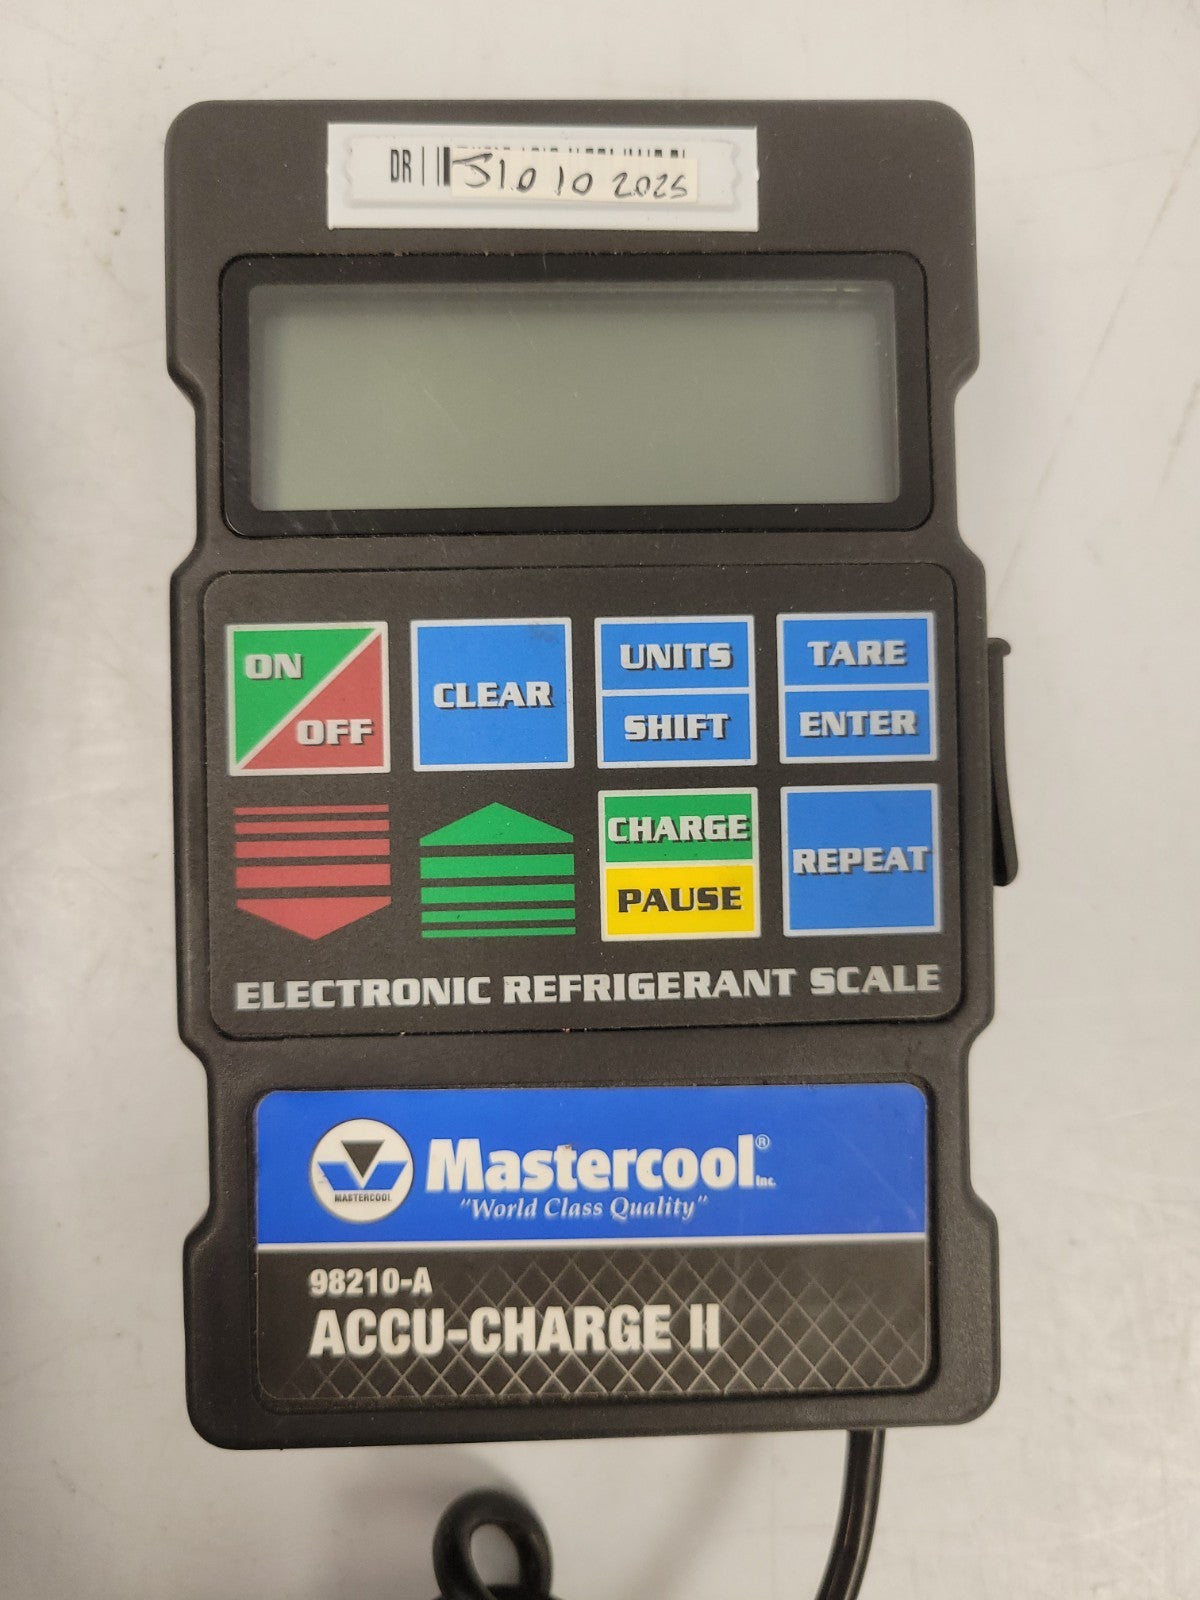 DR
31.0 10 2025
ON
OFF
CLEAR
UNITS
SHIFT
TARE
ENTER
CHARGE
PAUSE
REPEAT
ELECTRONIC REFRIGERANT SCALE
MASTERCOOL
Mastercool® Inc.
"World Class Quality"
98210-A
ACCU-CHARGE II